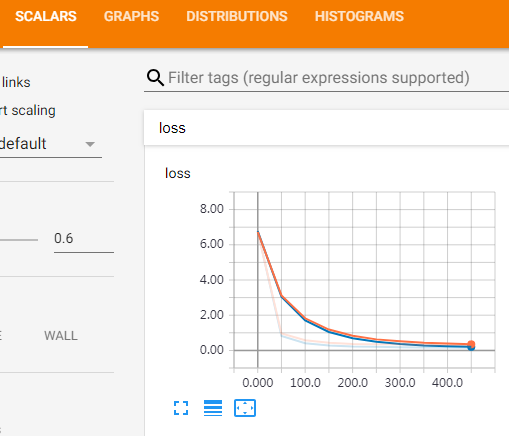 SCALARS GRAPHS DISTRIBUTIONS HISTOGRAMS
links
Filter tags (regular expressions supported)
rt scaling
default
loss
loss
8.00
0.6
6.00
4.00
2.00
WALL
0.00
0.000 100.0 200.0 300.0 400.0